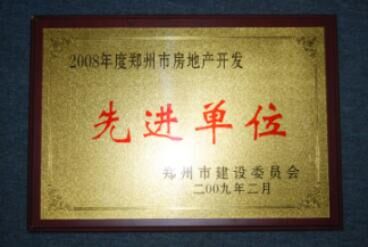 2008年度郑州市房地产开发
先进单位
郑州市建设委员会
二00九年二月